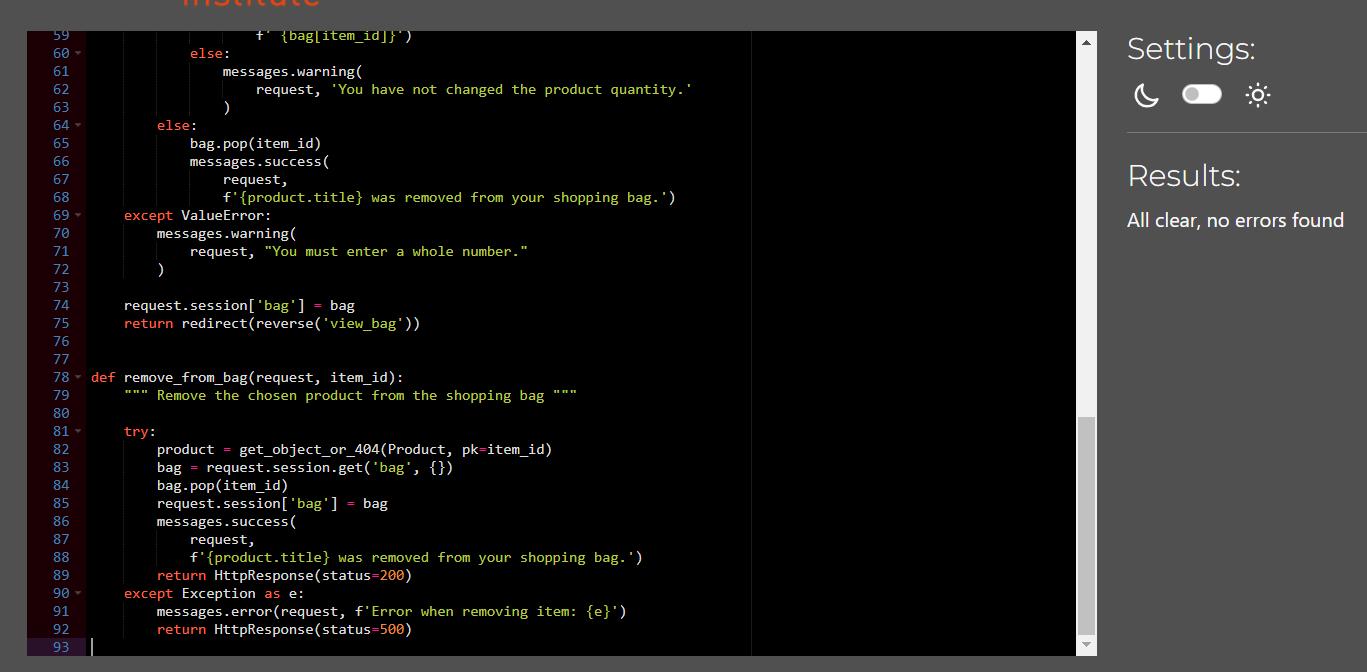 Institute
59 f' {bag[item_id]}')
60 else:
61 messages.warning(
62 request, 'You have not changed the product quantity.'
63 )
64 else:
65 bag.pop(item_id)
66 messages.success(
67 request,
68 f'{product.title} was removed from your shopping bag.')
69 except ValueError:
70 messages.warning(
71 request, "You must enter a whole number."
72 )
73
74 request.session['bag'] = bag
75 return redirect(reverse('view_bag'))
76
77
78 def remove_from_bag(request, item_id):
79 """ Remove the chosen product from the shopping bag """
80
81 try:
82 product = get_object_or_404(Product, pk=item_id)
83 bag = request.session.get('bag', {})
84 bag.pop(item_id)
85 request.session['bag'] = bag
86 messages.success(
87 request,
88 f'{product.title} was removed from your shopping bag.')
89 return HttpResponse(status=200)
90 except Exception as e:
91 messages.error(request, f'Error when removing item: {e}')
92 return HttpResponse(status=500)
93
Settings:
Results:
All clear, no errors found